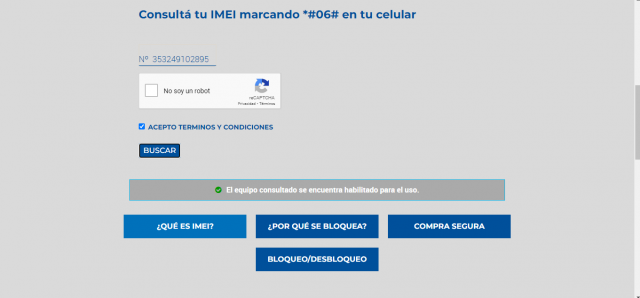 Consultá tu IMEI marcando *#06# en tu celular
Nº 353249102895
No soy un robot
reCAPTCHA
Privacidad - Términos
ACEPTO TERMINOS Y CONDICIONES
BUSCAR
El equipo consultado se encuentra habilitado para el uso.
¿QUÉ ES IMEI?
¿POR QUÉ SE BLOQUEA?
COMPRA SEGURA
BLOQUEO/DESBLOQUEO